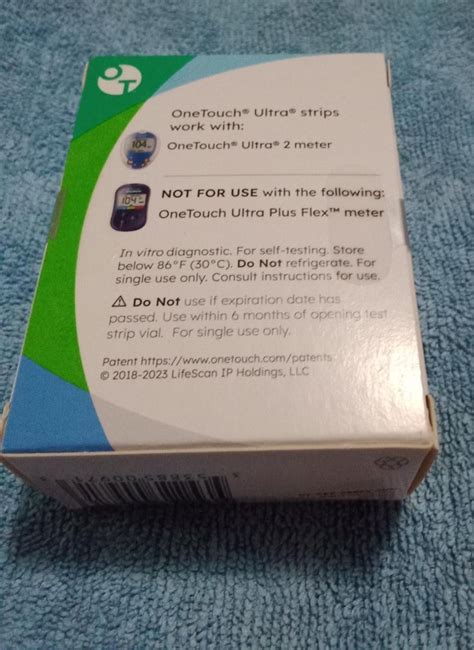 OT
OneTouch® Ultra® strips
work with:
104
OneTouch® Ultra® 2 meter
NOT FOR USE with the following:
104
OneTouch Ultra Plus Flex™ meter
In vitro diagnostic. For self-testing. Store
below 86°F (30°C). Do Not refrigerate. For
single use only. Consult instructions for use.
⚠ Do Not use if expiration date has
passed. Use within 6 months of opening test
strip vial. For single use only.
Patent https://www.onetouch.com/patents
© 2018-2023 LifeScan IP Holdings, LLC